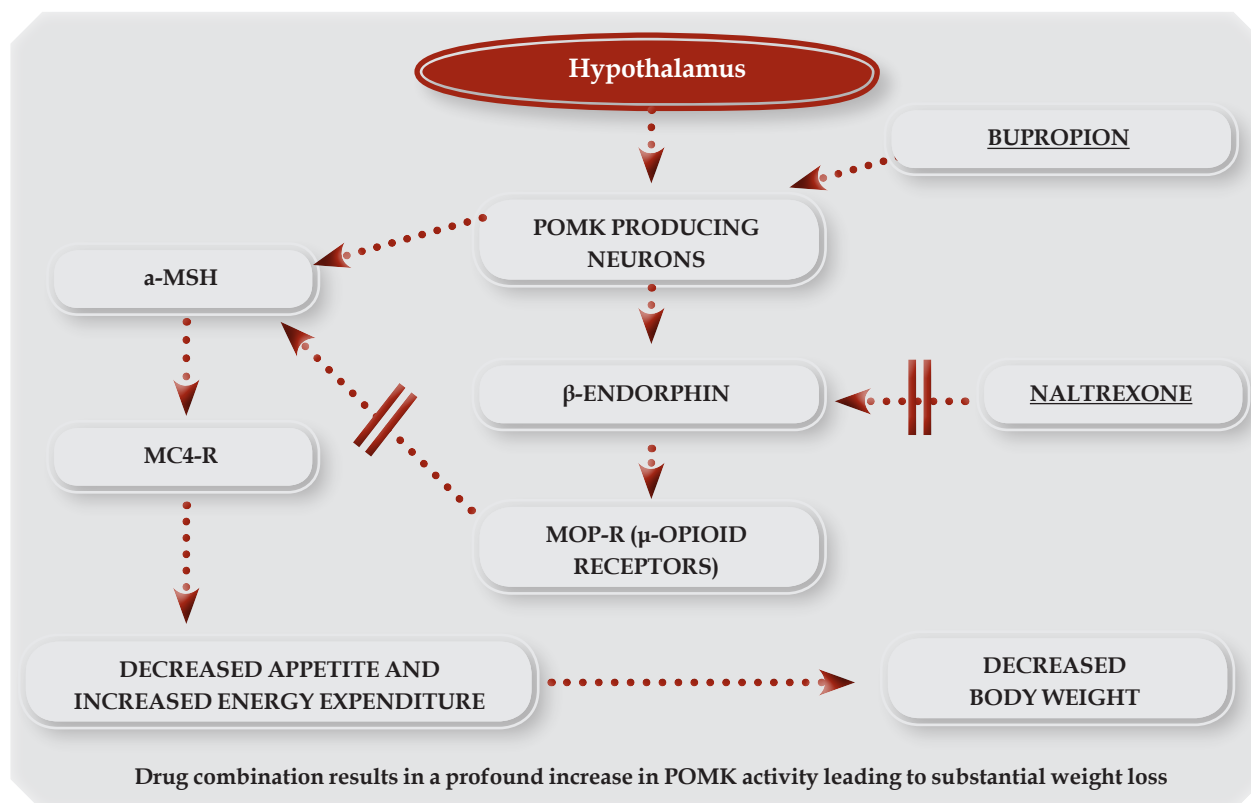 Hypothalamus
BUPROPION
POMK PRODUCING
NEURONS
a-MSH
β-ENDORPHIN
NALTREXONE
MC4-R
MOP-R (μ-OPIOID
RECEPTORS)
DECREASED APPETITE AND
INCREASED ENERGY EXPENDITURE
DECREASED
BODY WEIGHT
Drug combination results in a profound increase in POMK activity leading to substantial weight loss